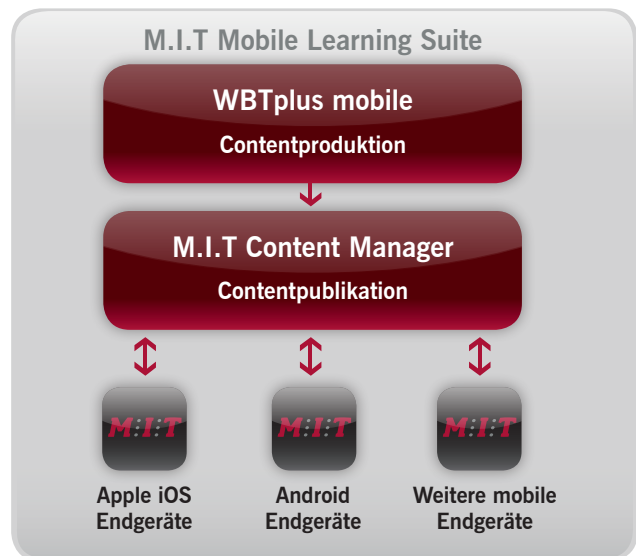 M.I.T Mobile Learning Suite
WBTplus mobile
Contentproduktion
M.I.T Content Manager
Contentpublikation
M:I:T M:I:T M:I:T
Apple iOS Android Weitere mobile
Endgeräte Endgeräte Endgeräte